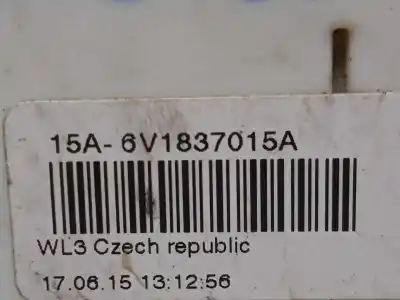 15A- 6V1837015A
WL3 Czech republic
17.06.15 13:12:56